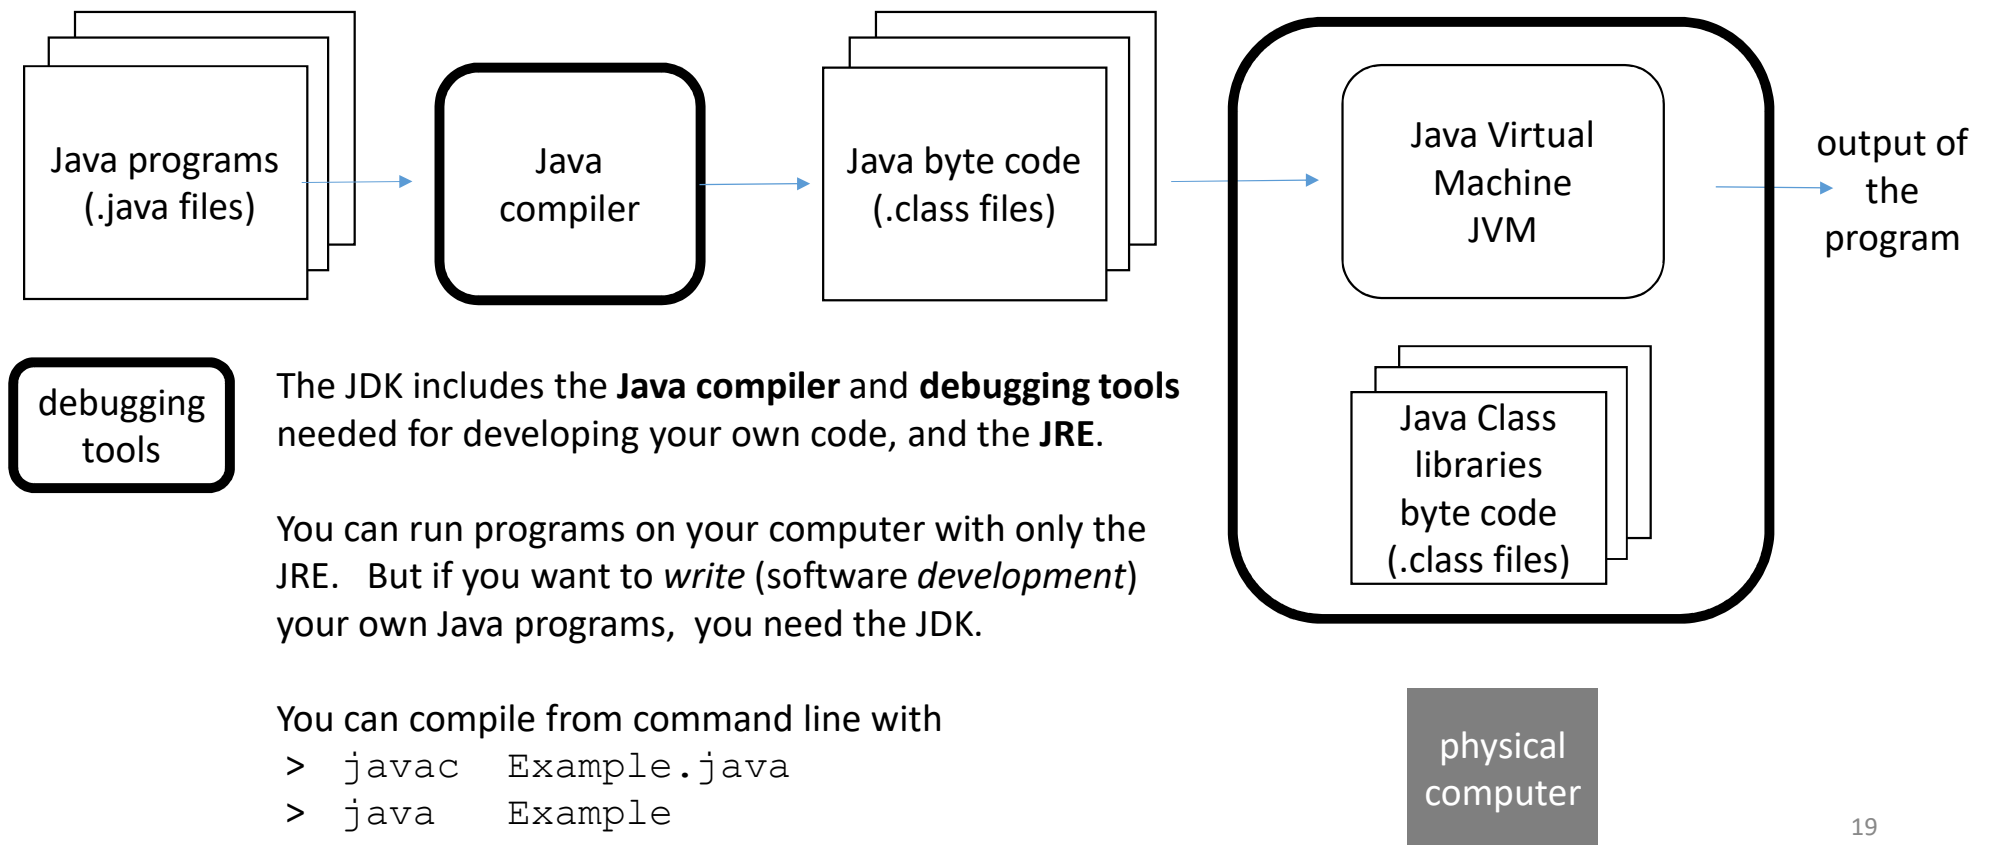 Java programs
(.java files)
Java
compiler
Java byte code
(.class files)
Java Virtual
Machine
JVM
output of
the
program
debugging
tools
The JDK includes the Java compiler and debugging tools
needed for developing your own code, and the JRE.
You can run programs on your computer with only the
JRE.   But if you want to write (software development)
your own Java programs,  you need the JDK.
You can compile from command line with
>  javac  Example.java
>  java   Example
Java Class
libraries
byte code
(.class files)
physical
computer
19